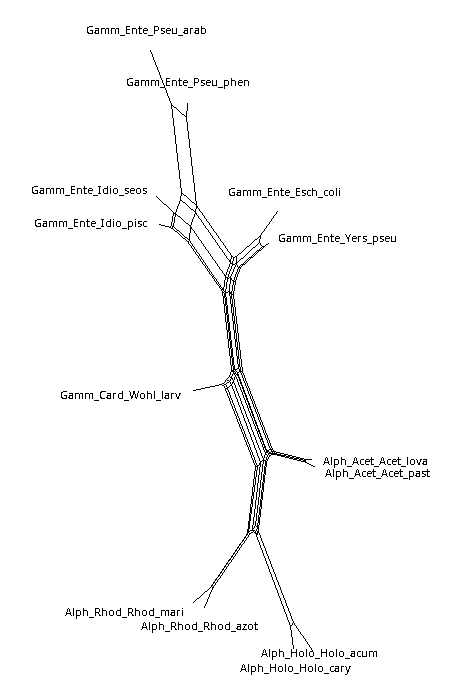 Gamm_Ente_Pseu_arab
Gamm_Ente_Pseu_phen
Gamm_Ente_Idio_seos
Gamm_Ente_Esch_coli
Gamm_Ente_Idio_pisc
Gamm_Ente_Yers_pseu
Gamm_Card_Wohl_larv
Alph_Acet_Acet_lova
Alph_Acet_Acet_past
Alph_Rhod_Rhod_mari
Alph_Rhod_Rhod_azot
Alph_Holo_Holo_acum
Alph_Holo_Holo_cary